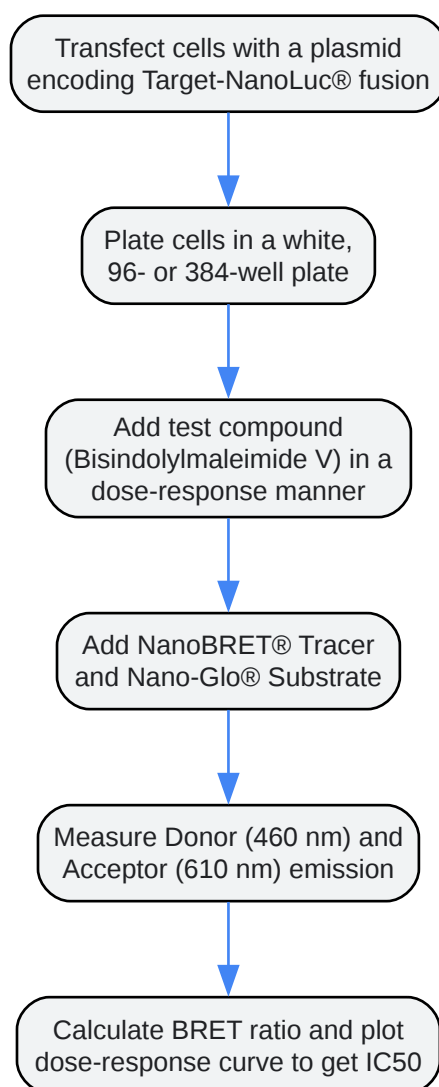 Transfect cells with a plasmid
encoding Target-NanoLuc® fusion
Plate cells in a white,
96- or 384-well plate
Add test compound
(Bisindolylmaleimide V) in a
dose-response manner
Add NanoBRET® Tracer
and Nano-Glo® Substrate
Measure Donor (460 nm) and
Acceptor (610 nm) emission
Calculate BRET ratio and plot
dose-response curve to get IC50